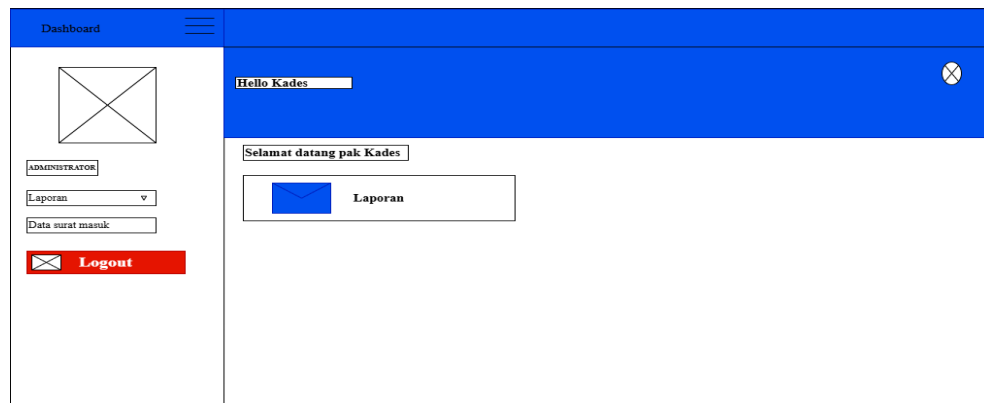 Dashboard
Hello Kades
ADMINISTRATOR
Laporan
Data surat masuk
Logout
Selamat datang pak Kades
Laporan